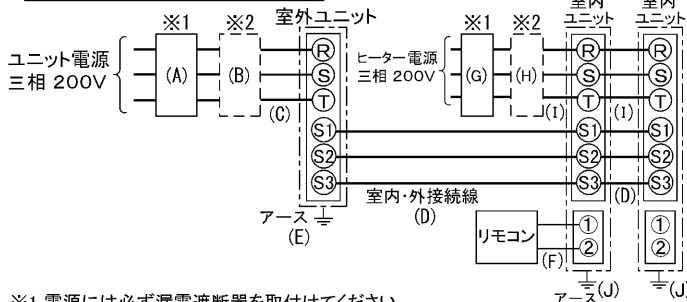 ※1 ※2 室外ユニット ※1 ※2 室内ユニット 室内ユニット
ユニット電源
三相 200V
(A)
(B)
(C)
R
S
T
S1
S2
S3
アース
(E)
ヒーター電源
三相 200V
(G)
(H)
(I)
R
S
T
S1
S2
S3
(I)
R
S
T
S1
S2
S3
室内・外接続線
(D)
(D)
リモコン
(F)
①
②
①
②
アース
(J)
(J)
※1 電源には必ず漏電遮断器を取付けてください